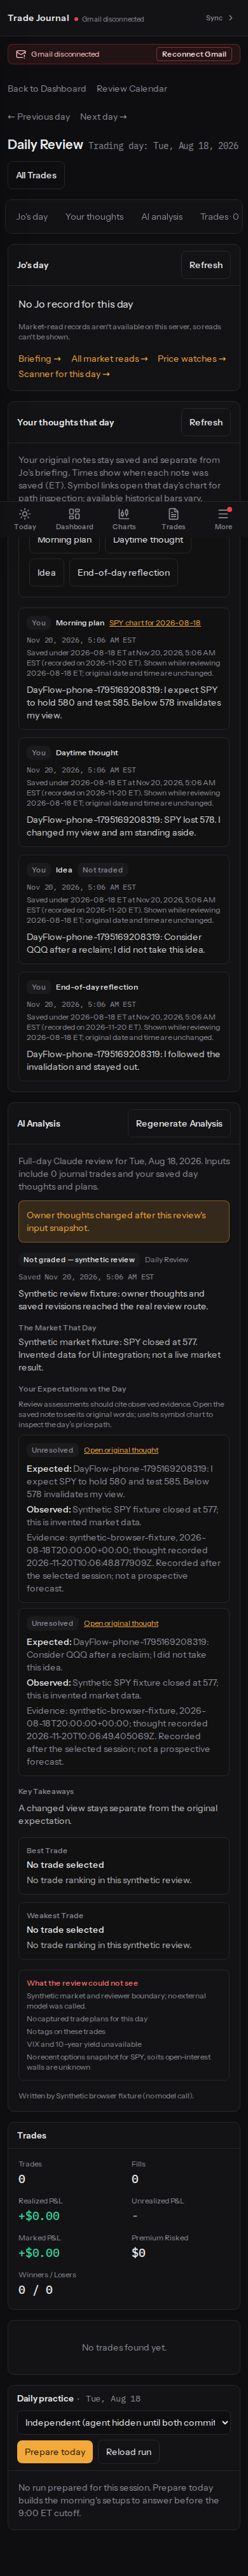 Trade Journal Gmail disconnected Sync
Gmail disconnected Reconnect Gmail
Back to Dashboard Review Calendar
← Previous day Next day →
Daily Review Trading day: Tue, Aug 18, 2026
All Trades
Jo's day Your thoughts AI analysis Trades · 0
Jo's day Refresh
No Jo record for this day
Market-read records aren't available on this server, so reads
can't be shown.
Briefing → All market reads → Price watches →
Scanner for this day →
Your thoughts that day Refresh
Your original notes stay saved and separate from
Jo's briefing. Times show when each note was
saved (ET). Symbol links open that day's chart for
path inspection; available historical bars vary.
Today Dashboard Charts Trades More
Morning plan Daytime thought
Idea End-of-day reflection
You Morning plan SPY chart for 2026-08-18
Nov 20, 2026, 5:06 AM EST
Saved under 2026-08-18 ET at Nov 20, 2026, 5:06 AM
EST (recorded on 2026-11-20 ET). Shown while reviewing
2026-08-18 ET; original date and time are unchanged.
DayFlow-phone-1795169208319: I expect SPY
to hold 580 and test 585. Below 578 invalidates
my view.
You Daytime thought
Nov 20, 2026, 5:06 AM EST
Saved under 2026-08-18 ET at Nov 20, 2026, 5:06 AM
EST (recorded on 2026-11-20 ET). Shown while reviewing
2026-08-18 ET; original date and time are unchanged.
DayFlow-phone-1795169208319: SPY lost 578. I
changed my view and am standing aside.
You Idea Not traded
Nov 20, 2026, 5:06 AM EST
Saved under 2026-08-18 ET at Nov 20, 2026, 5:06 AM
EST (recorded on 2026-11-20 ET). Shown while reviewing
2026-08-18 ET; original date and time are unchanged.
DayFlow-phone-1795169208319: Consider
QQQ after a reclaim; I did not take this idea.
You End-of-day reflection
Nov 20, 2026, 5:06 AM EST
Saved under 2026-08-18 ET at Nov 20, 2026, 5:06 AM
EST (recorded on 2026-11-20 ET). Shown while reviewing
2026-08-18 ET; original date and time are unchanged.
DayFlow-phone-1795169208319: I followed the
invalidation and stayed out.
AI Analysis Regenerate Analysis
Full-day Claude review for Tue, Aug 18, 2026. Inputs
include 0 journal trades and your saved day
thoughts and plans.
Owner thoughts changed after this review's
input snapshot.
Not graded — synthetic review Daily Review
Saved Nov 20, 2026, 5:06 AM EST
Synthetic review fixture: owner thoughts and
saved revisions reached the real review route.
The Market That Day
Synthetic market fixture: SPY closed at 577.
Invented data for UI integration; not a live market
result.
Your Expectations vs the Day
Review assessments should cite observed evidence. Open the
saved note to see its original words; use its symbol chart to
inspect the day's price path.
Unresolved Open original thought
Expected: DayFlow-phone-1795169208319: I
expect SPY to hold 580 and test 585. Below
578 invalidates my view.
Observed: Synthetic SPY fixture closed at 577;
this is invented market data.
Evidence: synthetic-browser-fixture, 2026-
08-18T20:00:00+00:00; thought recorded
2026-11-20T10:06:48.877909Z. Recorded after
the selected session; not a prospective
forecast.
Unresolved Open original thought
Expected: DayFlow-phone-1795169208319:
Consider QQQ after a reclaim; I did not take
this idea.
Observed: Synthetic SPY fixture closed at 577;
this is invented market data.
Evidence: synthetic-browser-fixture, 2026-
08-18T20:00:00+00:00; thought recorded
2026-11-20T10:06:49.405069Z. Recorded
after the selected session; not a prospective
forecast.
Key Takeaways
A changed view stays separate from the original
expectation.
Best Trade
No trade selected
No trade ranking in this synthetic review.
Weakest Trade
No trade selected
No trade ranking in this synthetic review.
What the review could not see
Synthetic market and reviewer boundary; no external
model was called.
No captured trade plans for this day
No tags on these trades
VIX and 10-year yield unavailable
No recent options snapshot for SPY, so its open-interest
walls are unknown
Written by Synthetic browser fixture (no model call).
Trades
Trades Fills
0 0
Realized P&L Unrealized P&L
+$0.00 -
Marked P&L Premium Risked
+$0.00 $0
Winners / Losers
0 / 0
No trades found yet.
Daily practice · Tue, Aug 18
Independent (agent hidden until both commit
Prepare today Reload run
No run prepared for this session. Prepare today
builds the morning's setups to answer before the
9:00 ET cutoff.